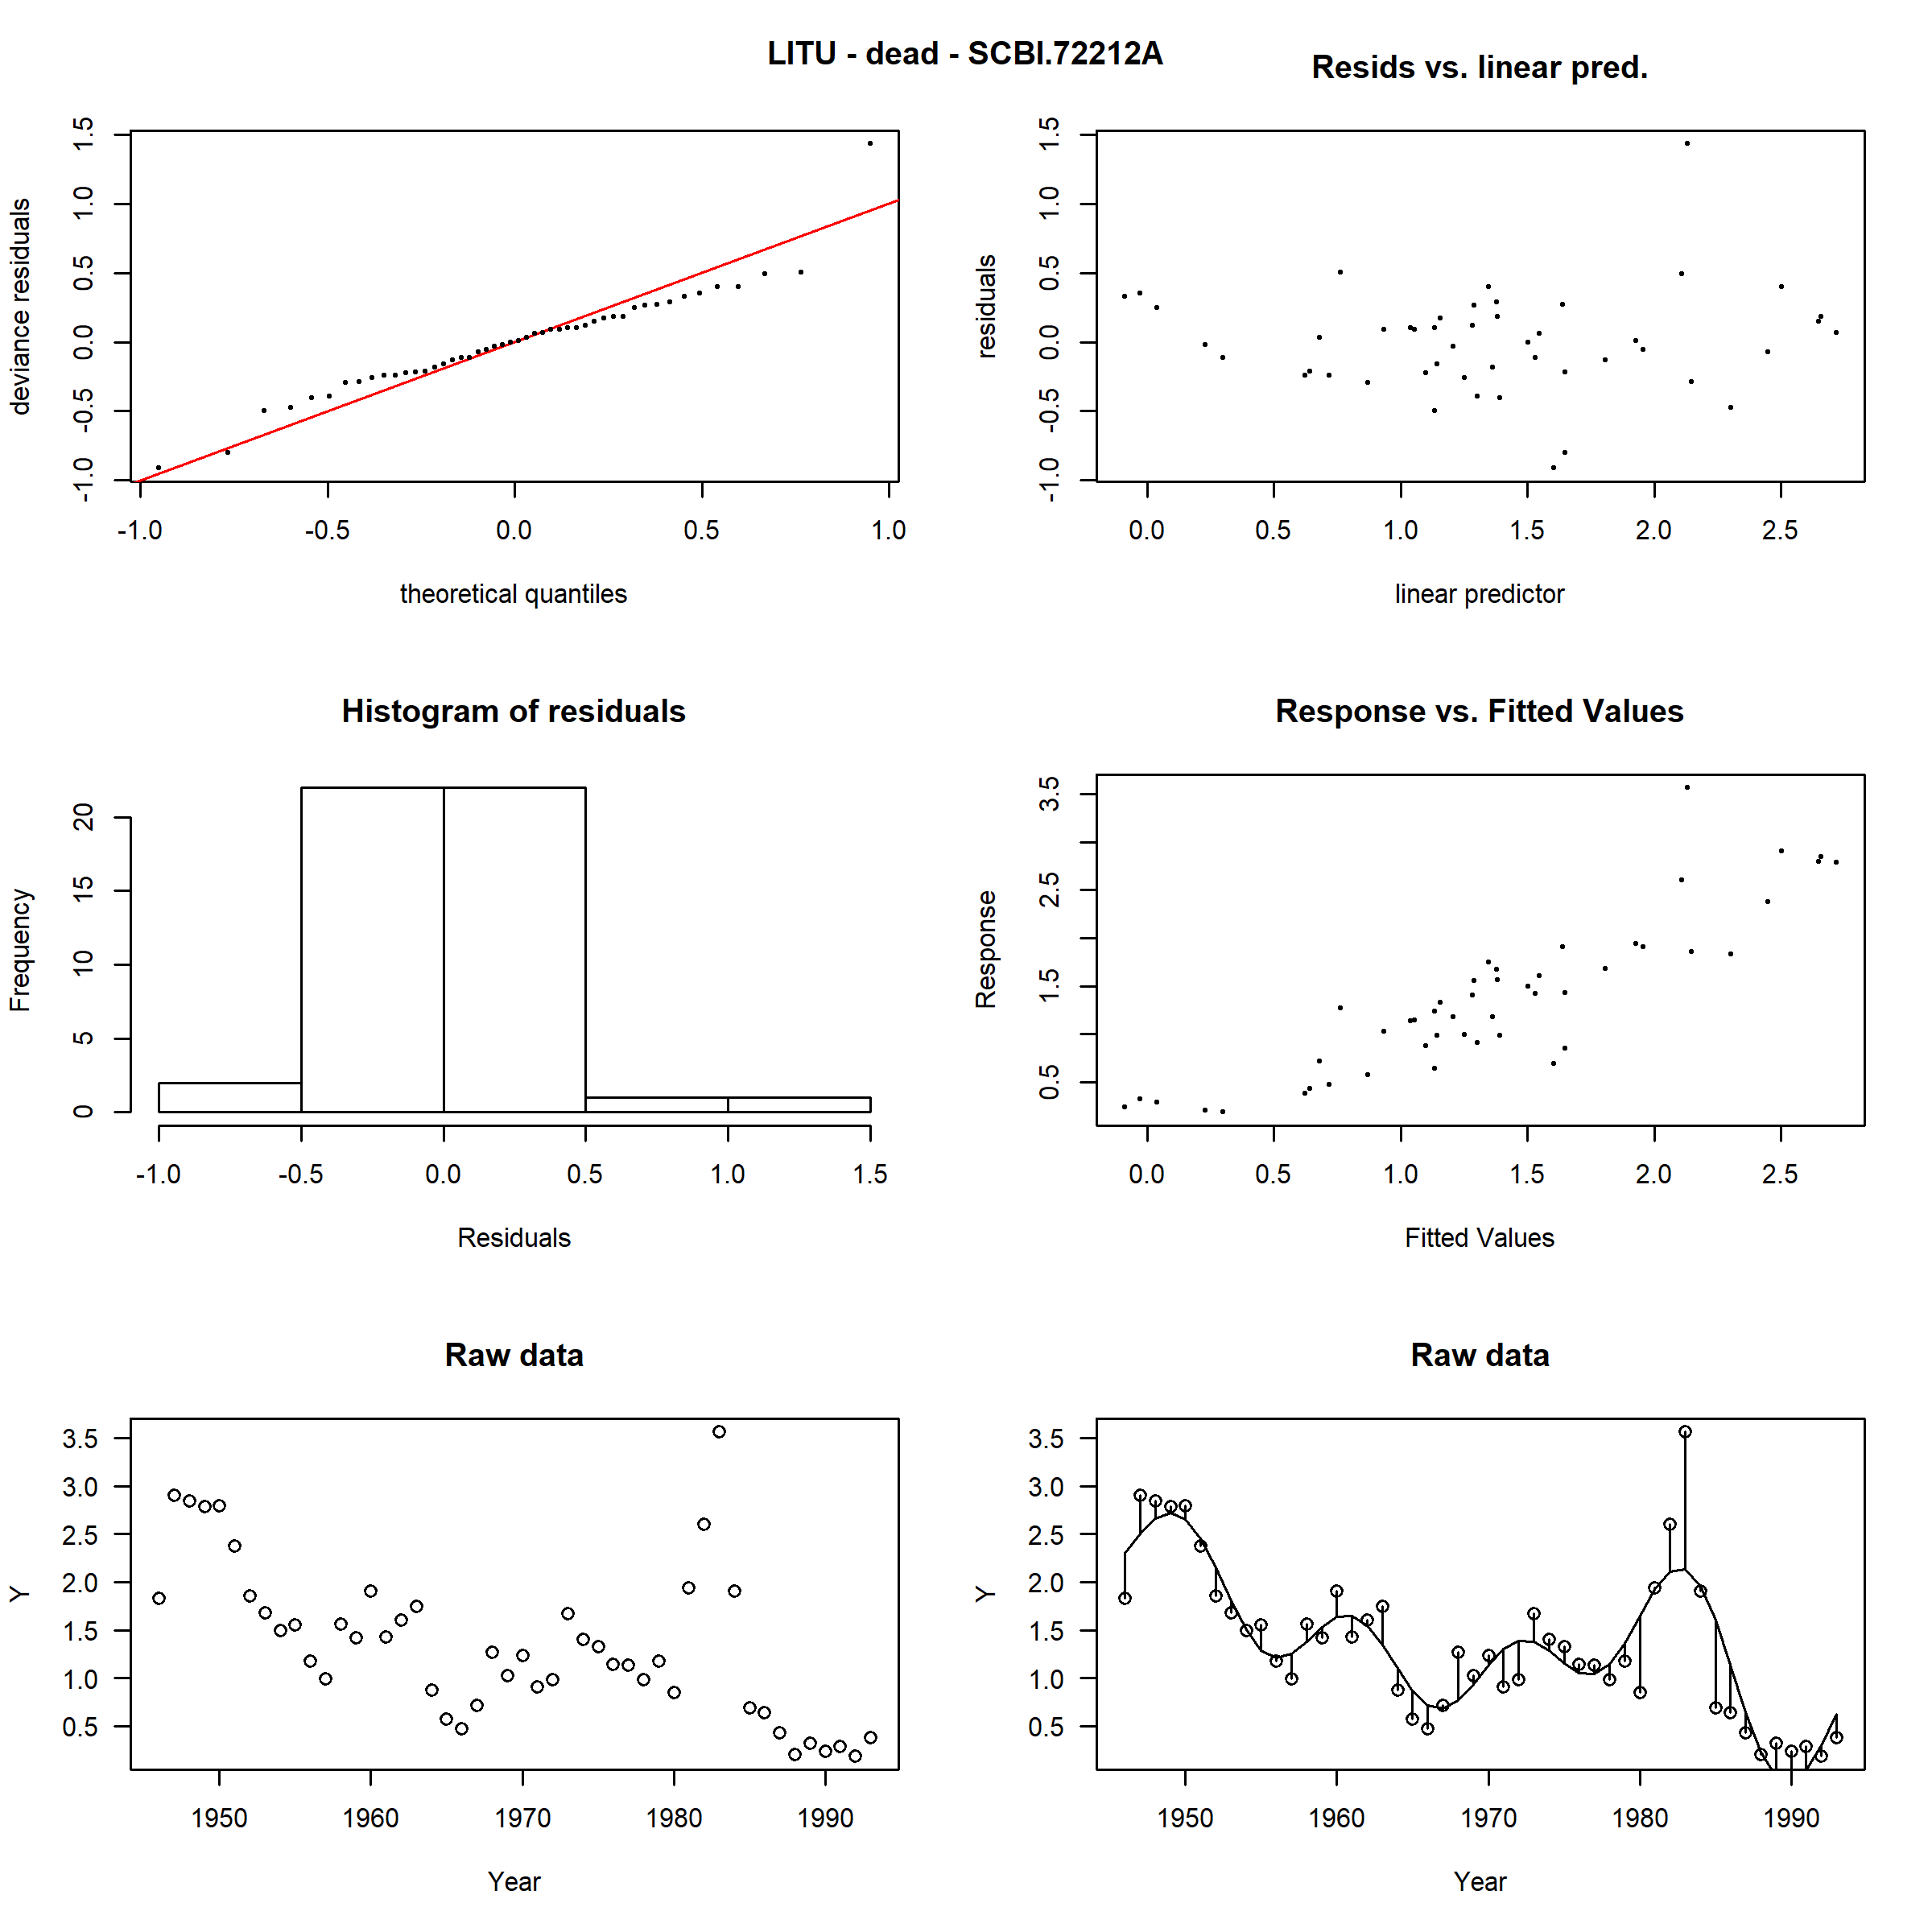 LITU - dead - SCBI.72212A
Resids vs. linear pred.
deviance residuals
-1.0 -0.5 0.0 0.5 1.0 1.5
-1.0 -0.5 0.0 0.5 1.0
theoretical quantiles
residuals
-1.0 -0.5 0.0 0.5 1.0 1.5
0.0 0.5 1.0 1.5 2.0 2.5
linear predictor
Histogram of residuals
Frequency
0 5 10 15 20
-1.0 -0.5 0.0 0.5 1.0 1.5
Residuals
Response vs. Fitted Values
Response
0.5 1.5 2.5 3.5
0.0 0.5 1.0 1.5 2.0 2.5
Fitted Values
Raw data
Y
3.5
3.0
2.5
2.0
1.5
1.0
0.5
1950 1960 1970 1980 1990
Year
Raw data
Y
3.5
3.0
2.5
2.0
1.5
1.0
0.5
1950 1960 1970 1980 1990
Year